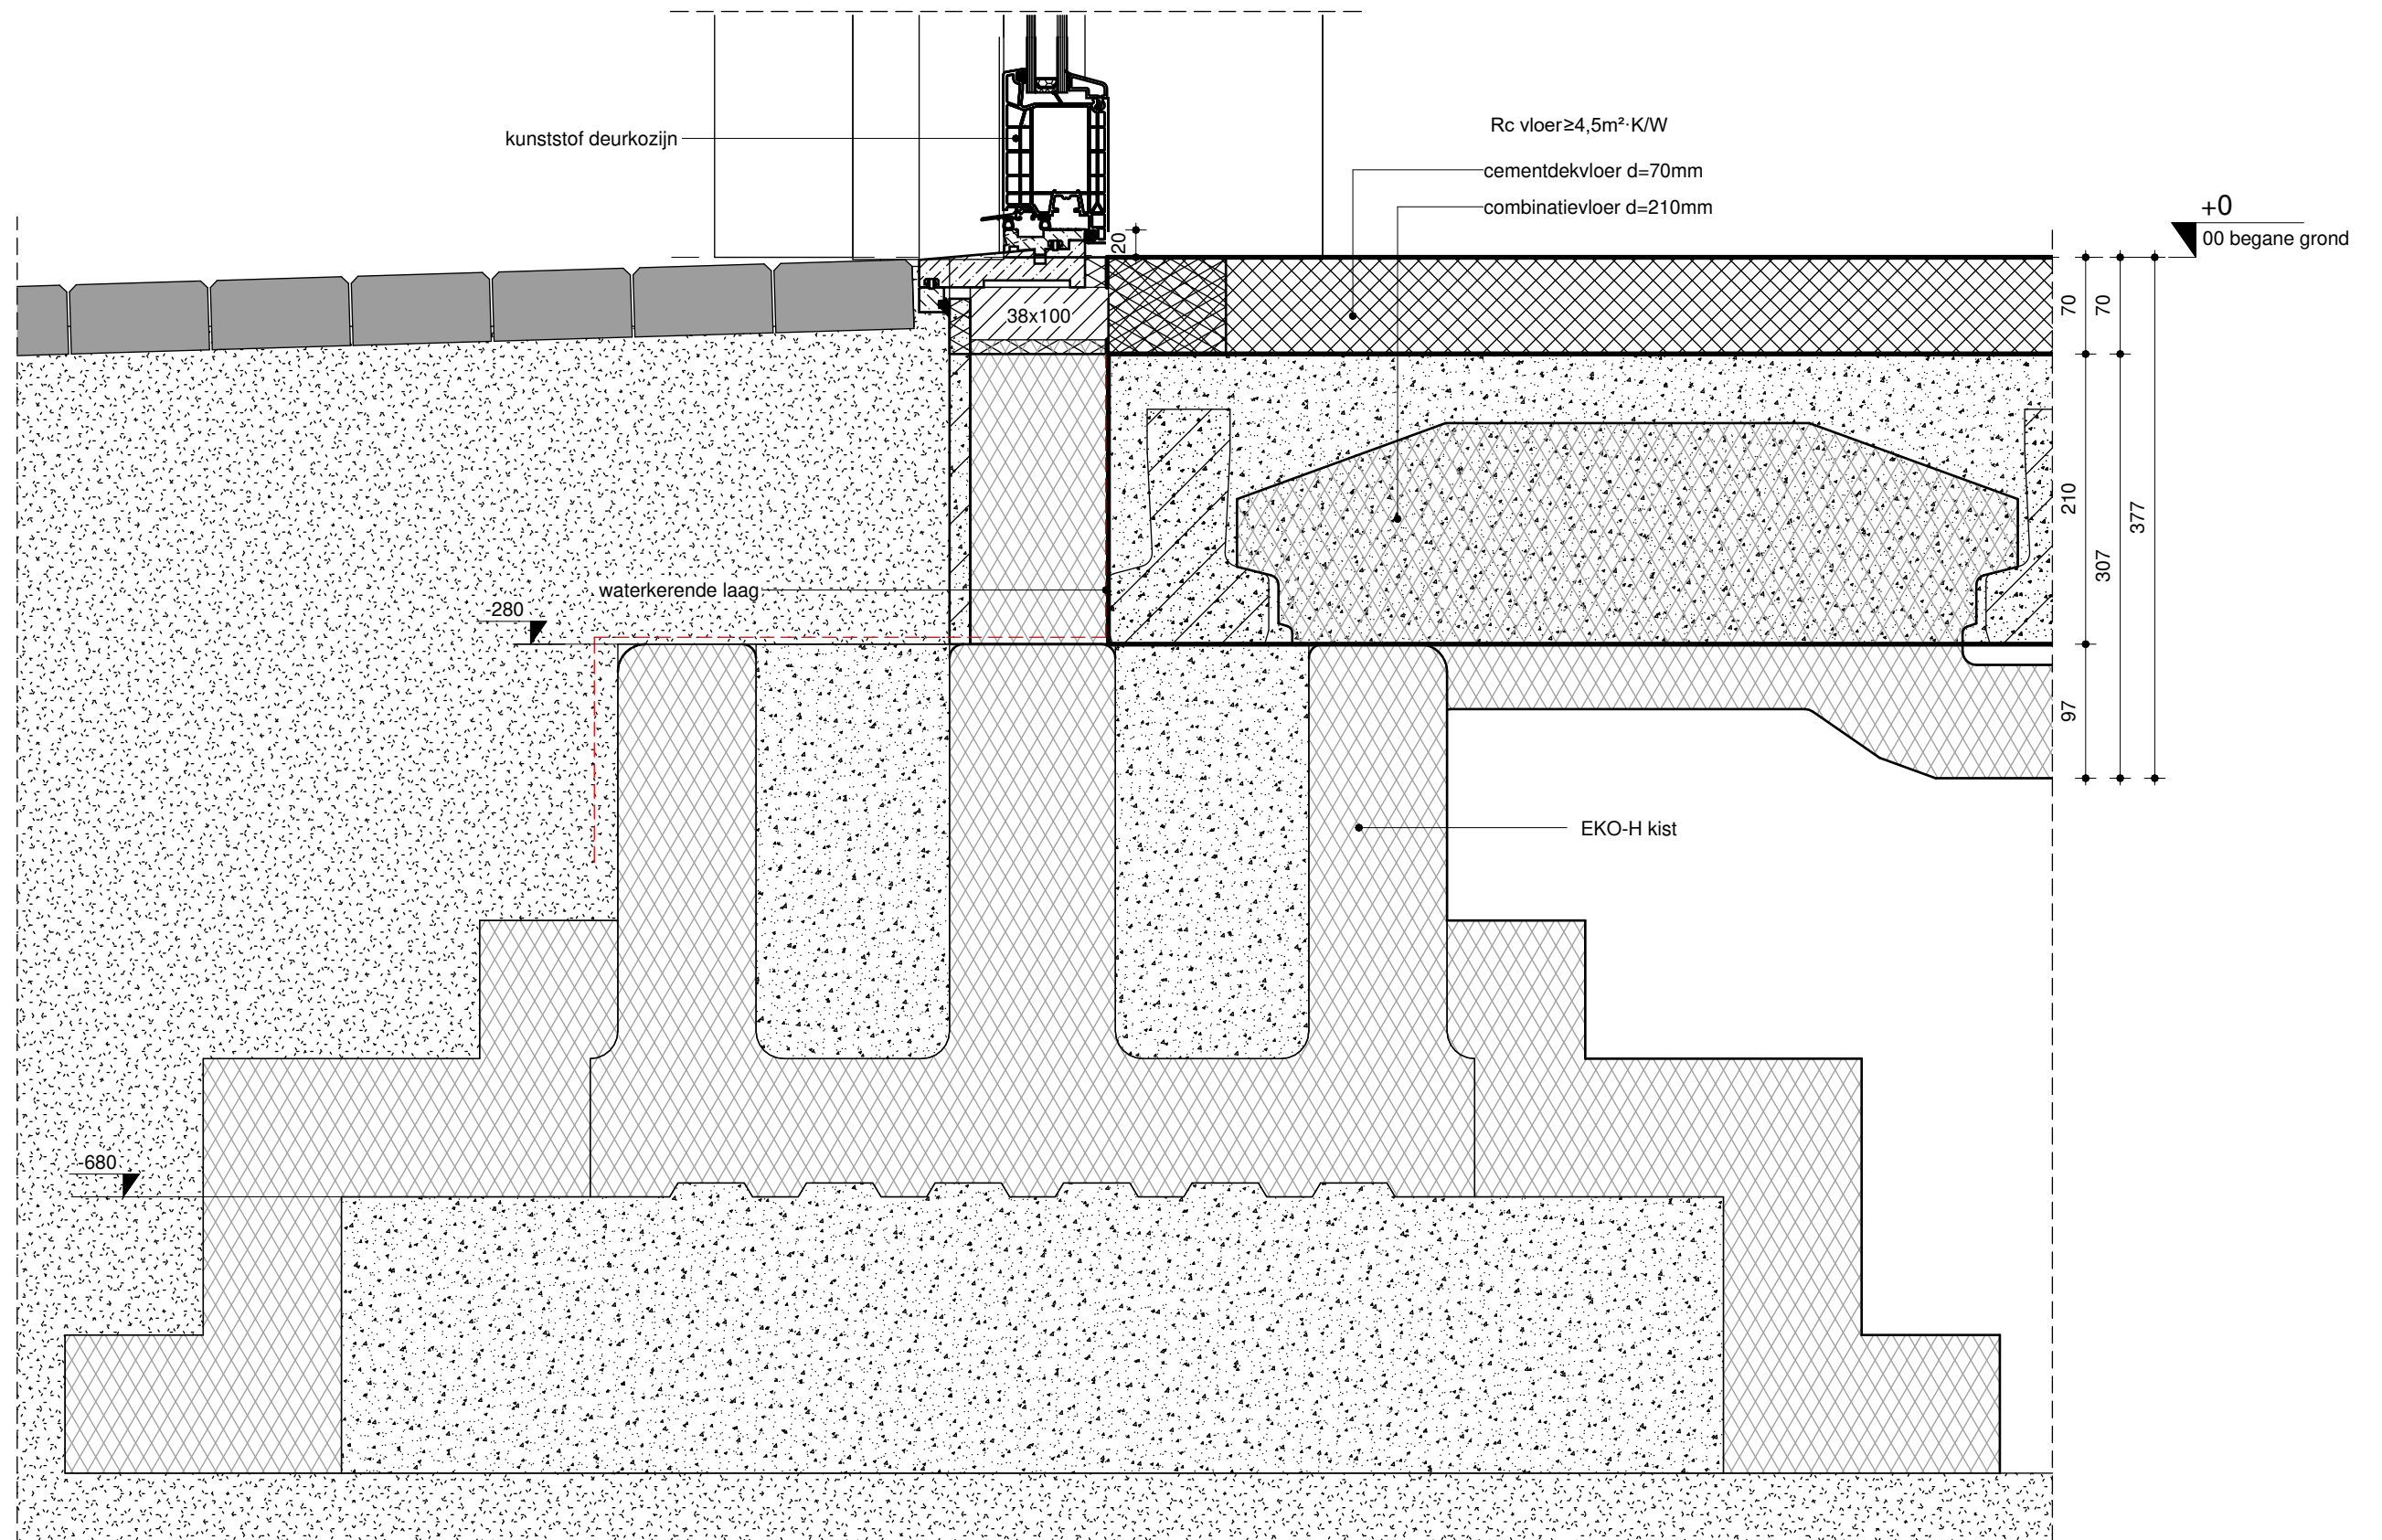 kunststof deurkozijn
Rc vloer≥4,5m²·K/W
cementdekvloer d=70mm
combinatievloer d=210mm
+0
00 begane grond
20
38x100
70
70
210
377
307
waterkerende laag
-280
97
EKO-H kist
-680